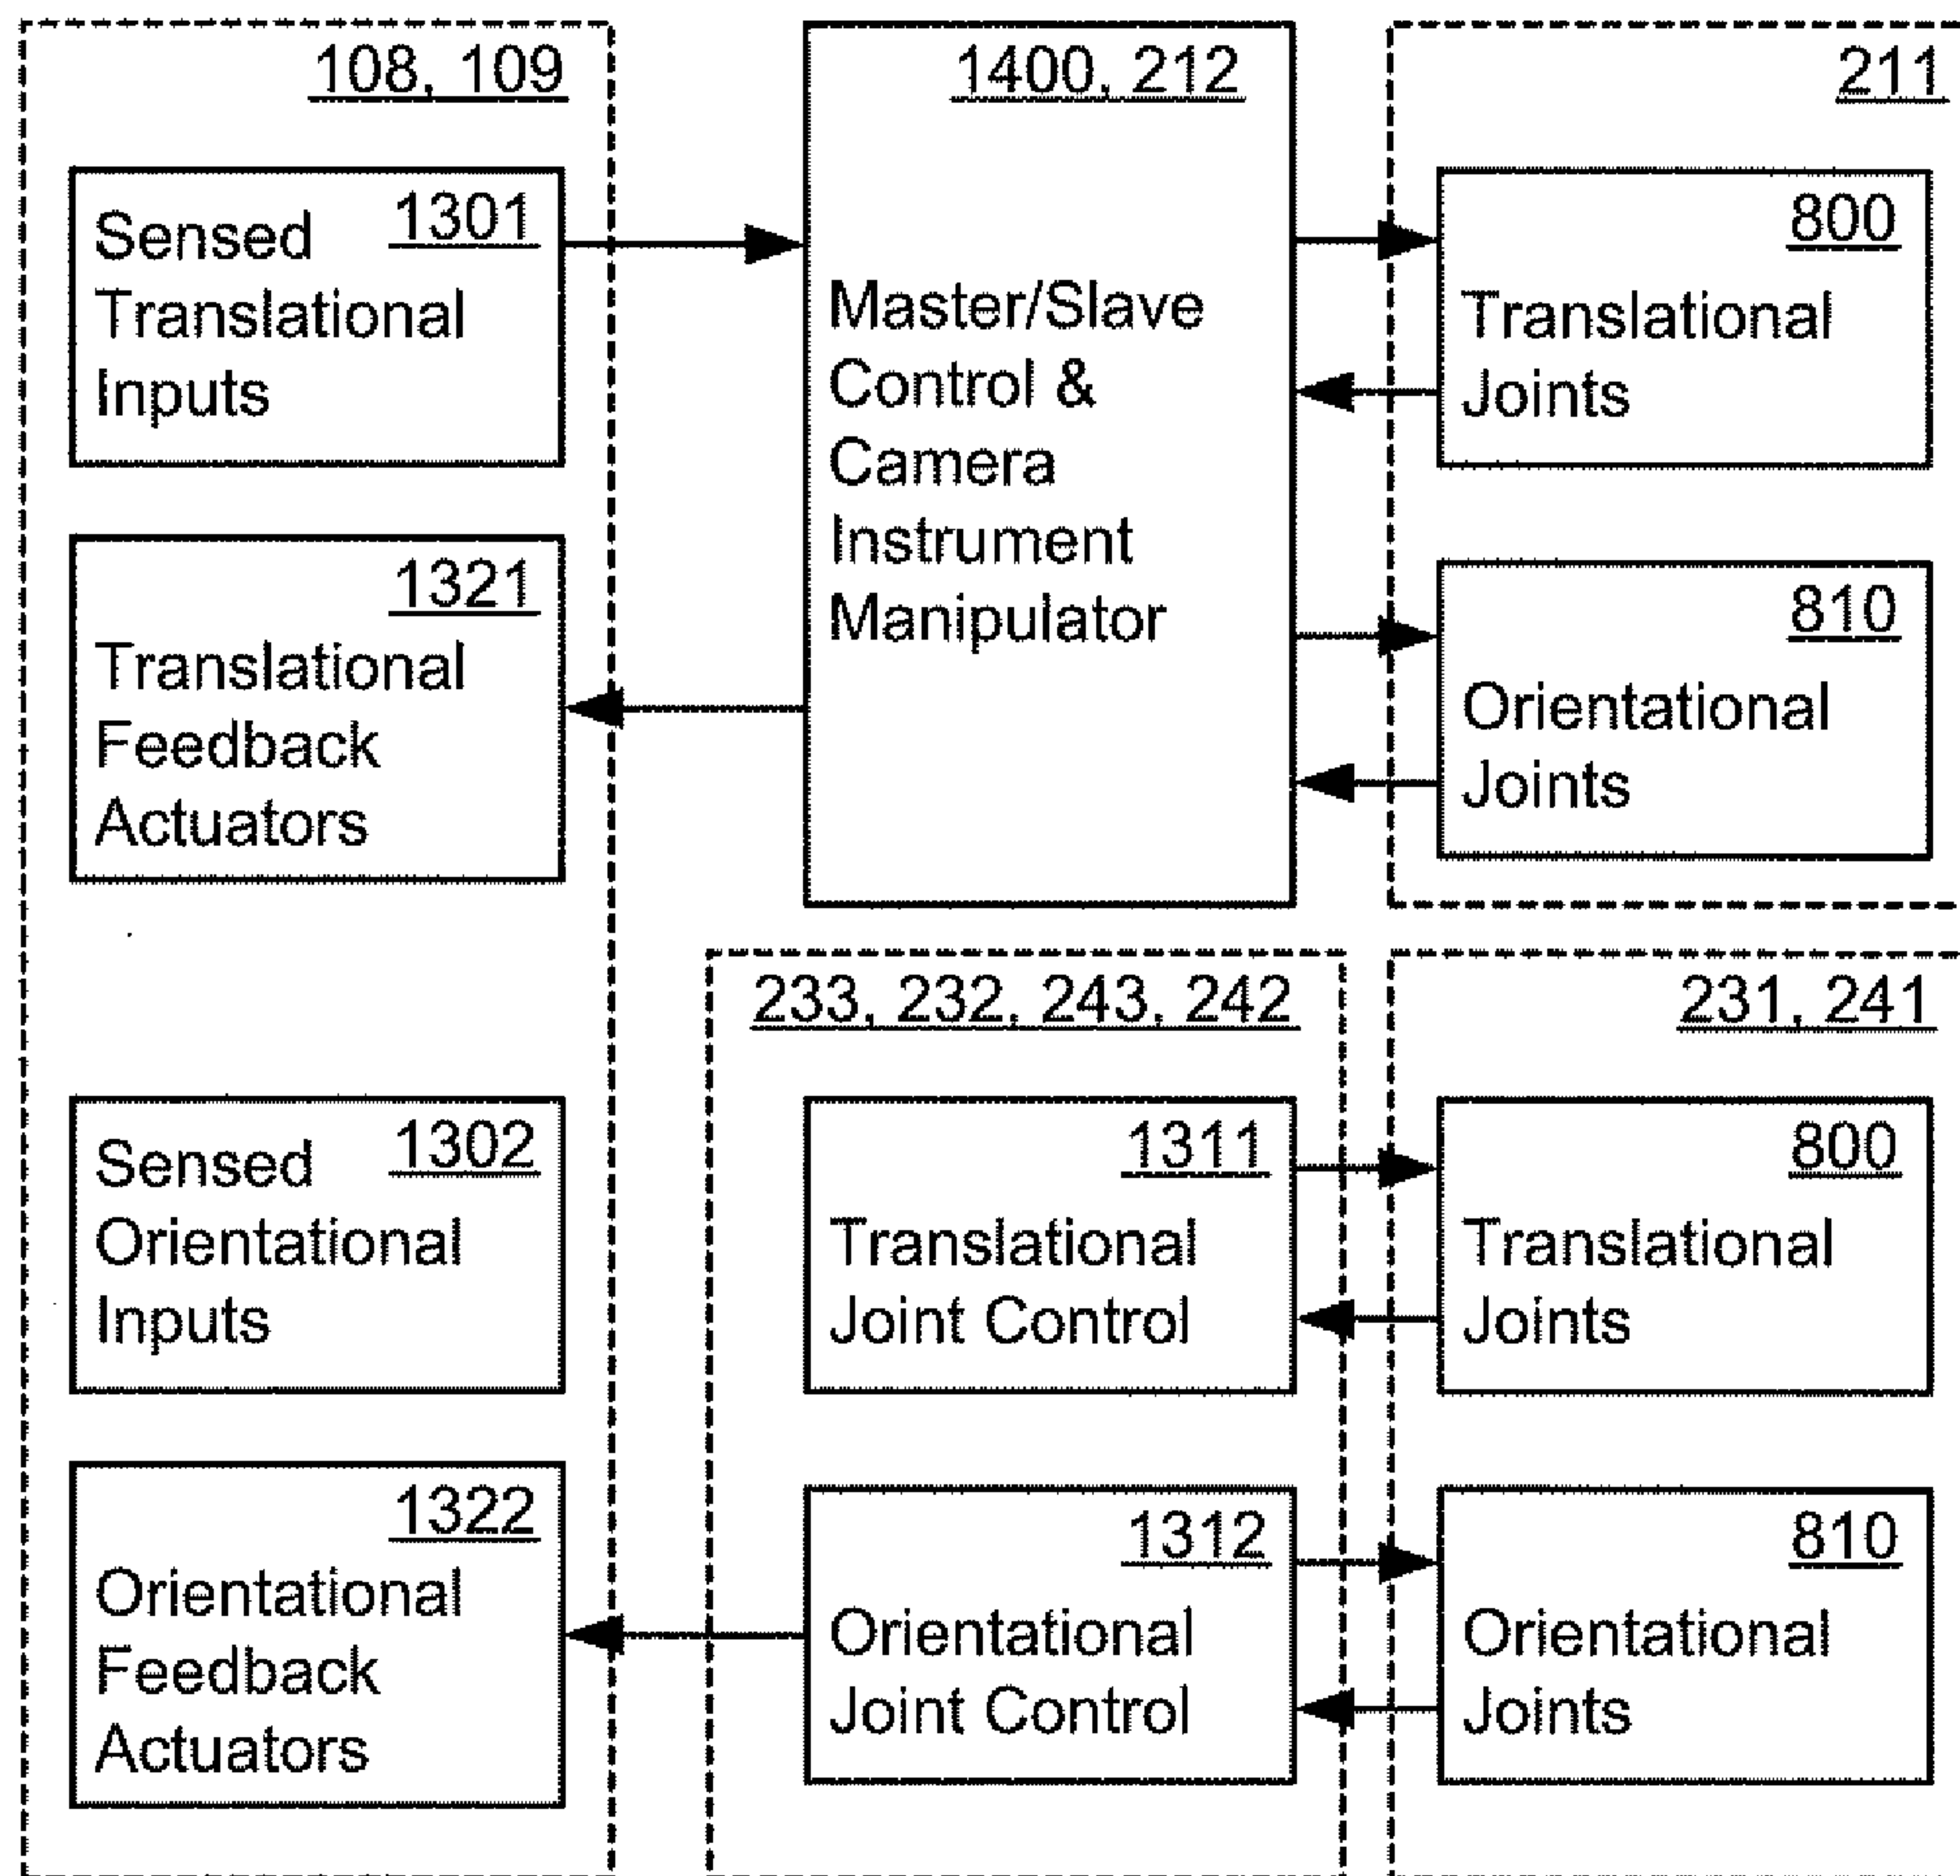 108, 109
1301
Sensed
Translational
Inputs
1321
Translational
Feedback
Actuators
1302
Sensed
Orientational
Inputs
1322
Orientational
Feedback
Actuators
1400, 212
Master/Slave
Control &
Camera
Instrument
Manipulator
211
800
Translational
Joints
810
Orientational
Joints
233, 232, 243, 242
1311
Translational
Joint Control
1312
Orientational
Joint Control
231, 241
800
Translational
Joints
810
Orientational
Joints